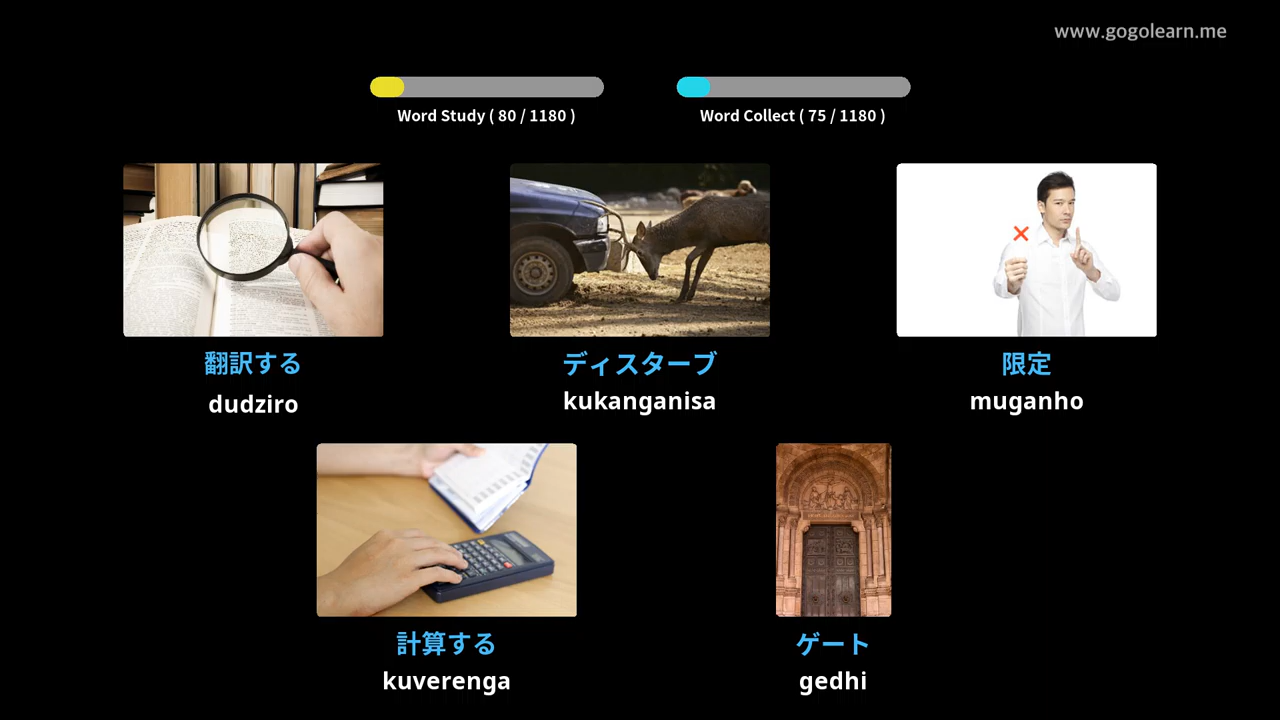 www.gogolearn.me
Word Study ( 80 / 1180 )
Word Collect ( 75 / 1180 )
翻訳する
dudziro
ディスターブ
kukanganisa
限定
muganho
計算する
kuverenga
ゲート
gedhi